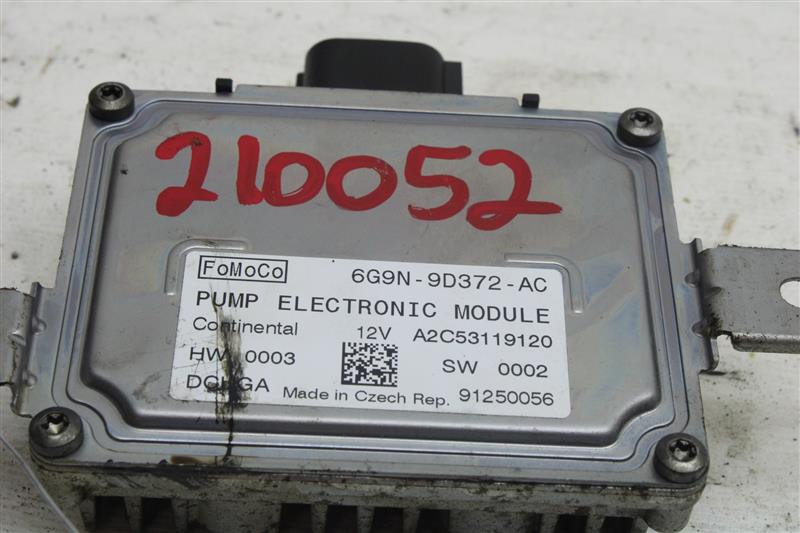 210052
FoMoCo 6G9N-9D372-AC
PUMP ELECTRONIC MODULE
Continental 12V A2C53119120
HW 0003 SW 0002
Made in Czech Rep. 91250056